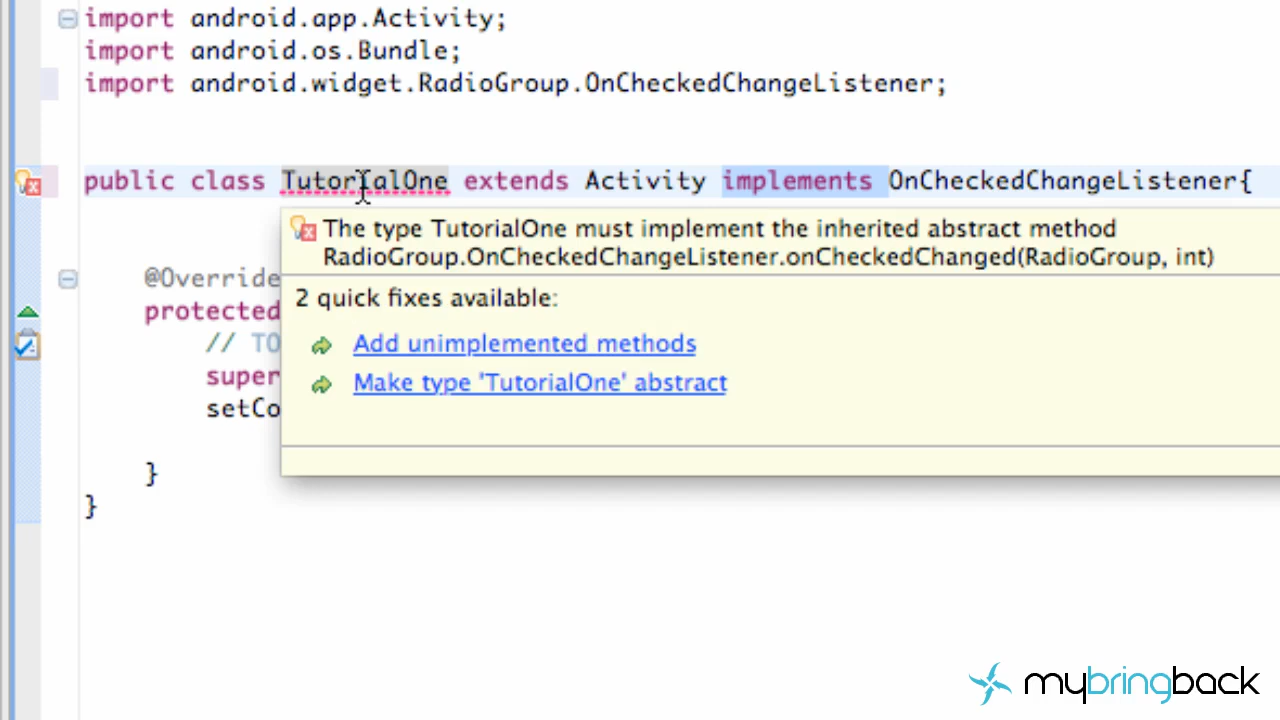 import android.app.Activity;
import android.os.Bundle;
import android.widget.RadioGroup.OnCheckedChangeListener;
public class TutorialOne extends Activity implements OnCheckedChangeListener{
The type TutorialOne must implement the inherited abstract method
RadioGroup.OnCheckedChangeListener.onCheckedChanged(RadioGroup, int)
@Override
2 quick fixes available:
protected
// TO
Add unimplemented methods
super
Make type 'TutorialOne' abstract
setCo
}
}
mybringback